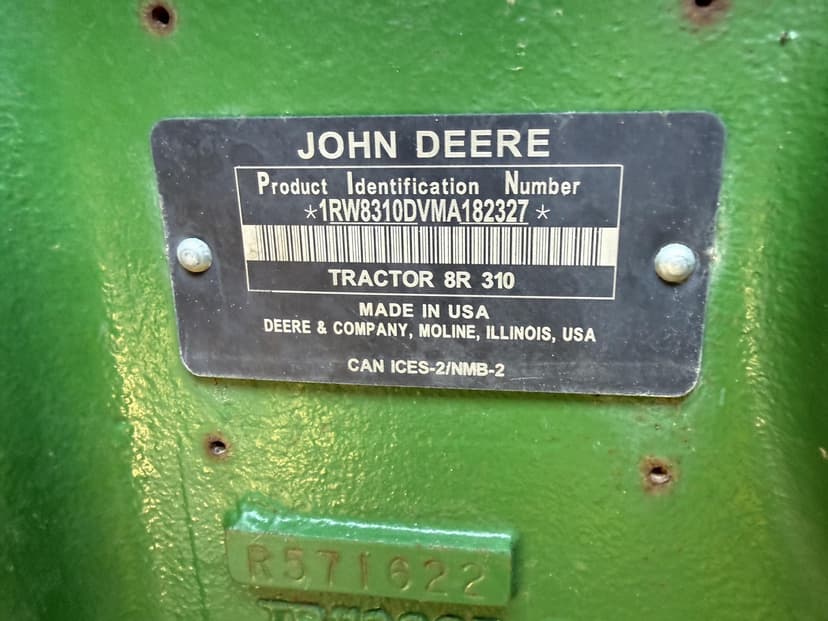 JOHN DEERE
Product Identification Number
*1RW8310DVMA182327*
TRACTOR 8R 310
MADE IN USA
DEERE & COMPANY, MOLINE, ILLINOIS, USA
CAN ICES-2/NMB-2
R571622